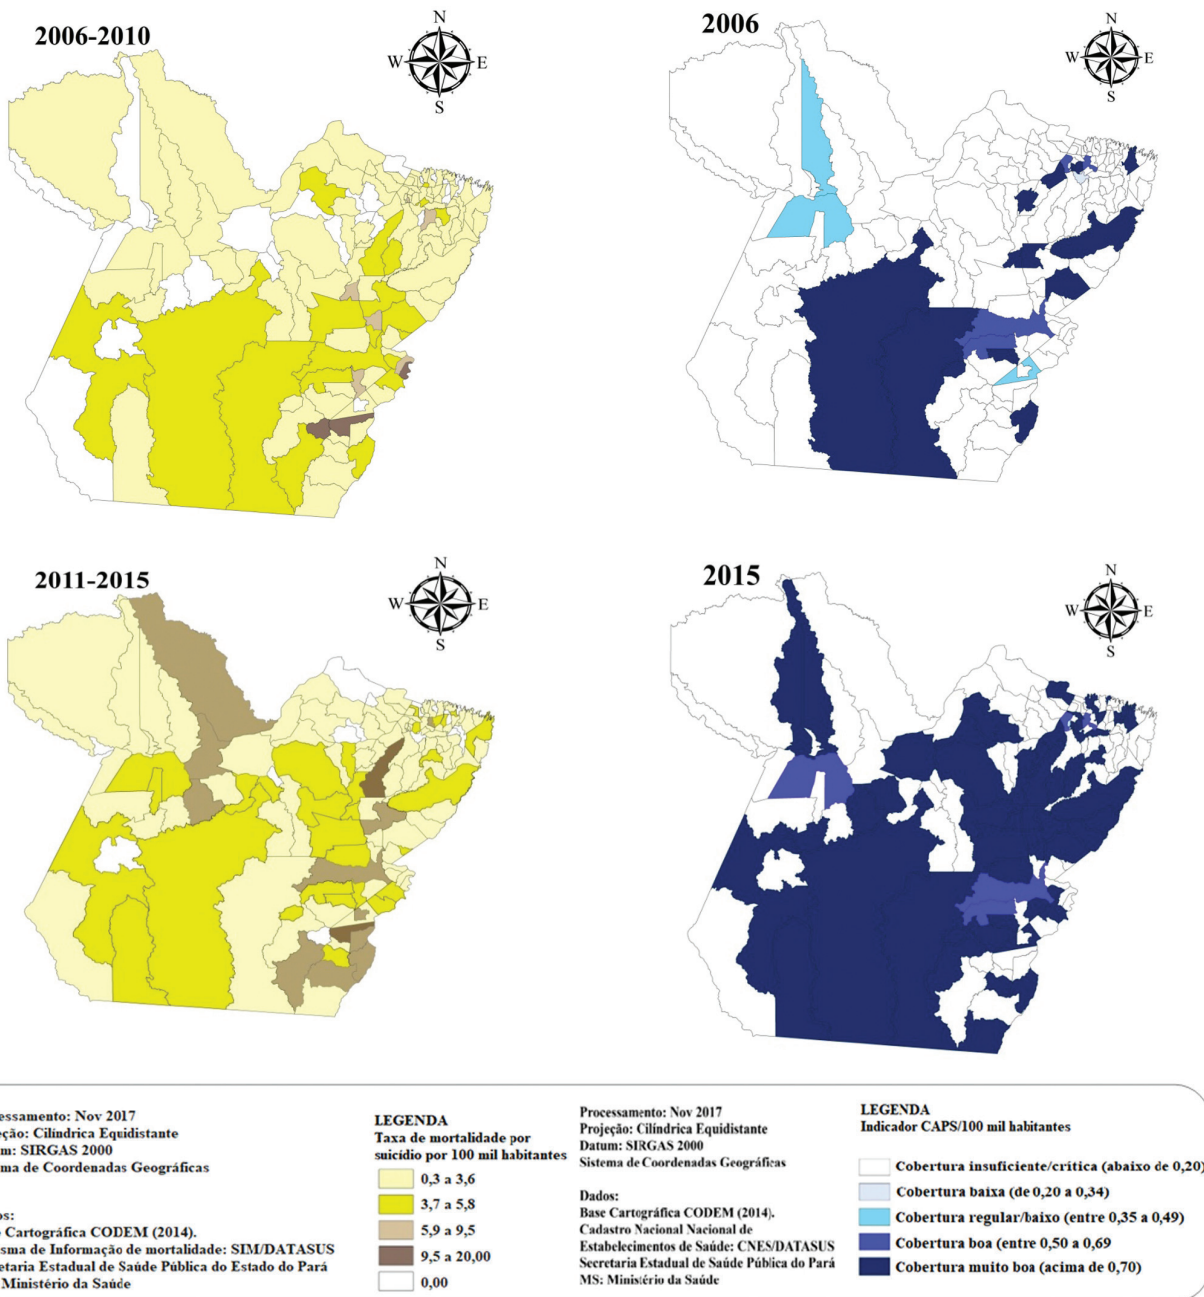 2006-2010
N
W
E
S
2006
N
W
E
S
2011-2015
N
W
E
S
2015
N
W
E
S
essamento: Nov 2017
eção: Cilíndrica Equidistante
m: SIRGAS 2000
ma de Coordenadas Geográficas
os:
Cartográfica CODEM (2014).
sma de Informação de mortalidade: SIM/DATASUS
retaria Estadual de Saúde Pública do Estado do Pará
Ministério da Saúde
LEGENDA
Taxa de mortalidade por
suicídio por 100 mil habitantes
0,3 a 3,6
3,7 a 5,8
5,9 a 9,5
9,5 a 20,00
0,00
Processamento: Nov 2017
Projeção: Cilíndrica Equidistante
Datum: SIRGAS 2000
Sistema de Coordenadas Geográficas
Dados:
Base Cartográfica CODEM (2014).
Cadastro Nacional Nacional de
Estabelecimentos de Saúde: CNES/DATASUS
Secretaria Estadual de Saúde Pública do Pará
MS: Ministério da Saúde
LEGENDA
Indicador CAPS/100 mil habitantes
Cobertura insuficiente/crítica (abaixo de 0,20)
Cobertura baixa (de 0,20 a 0,34)
Cobertura regular/baixo (entre 0,35 a 0,49)
Cobertura boa (entre 0,50 a 0,69
Cobertura muito boa (acima de 0,70)